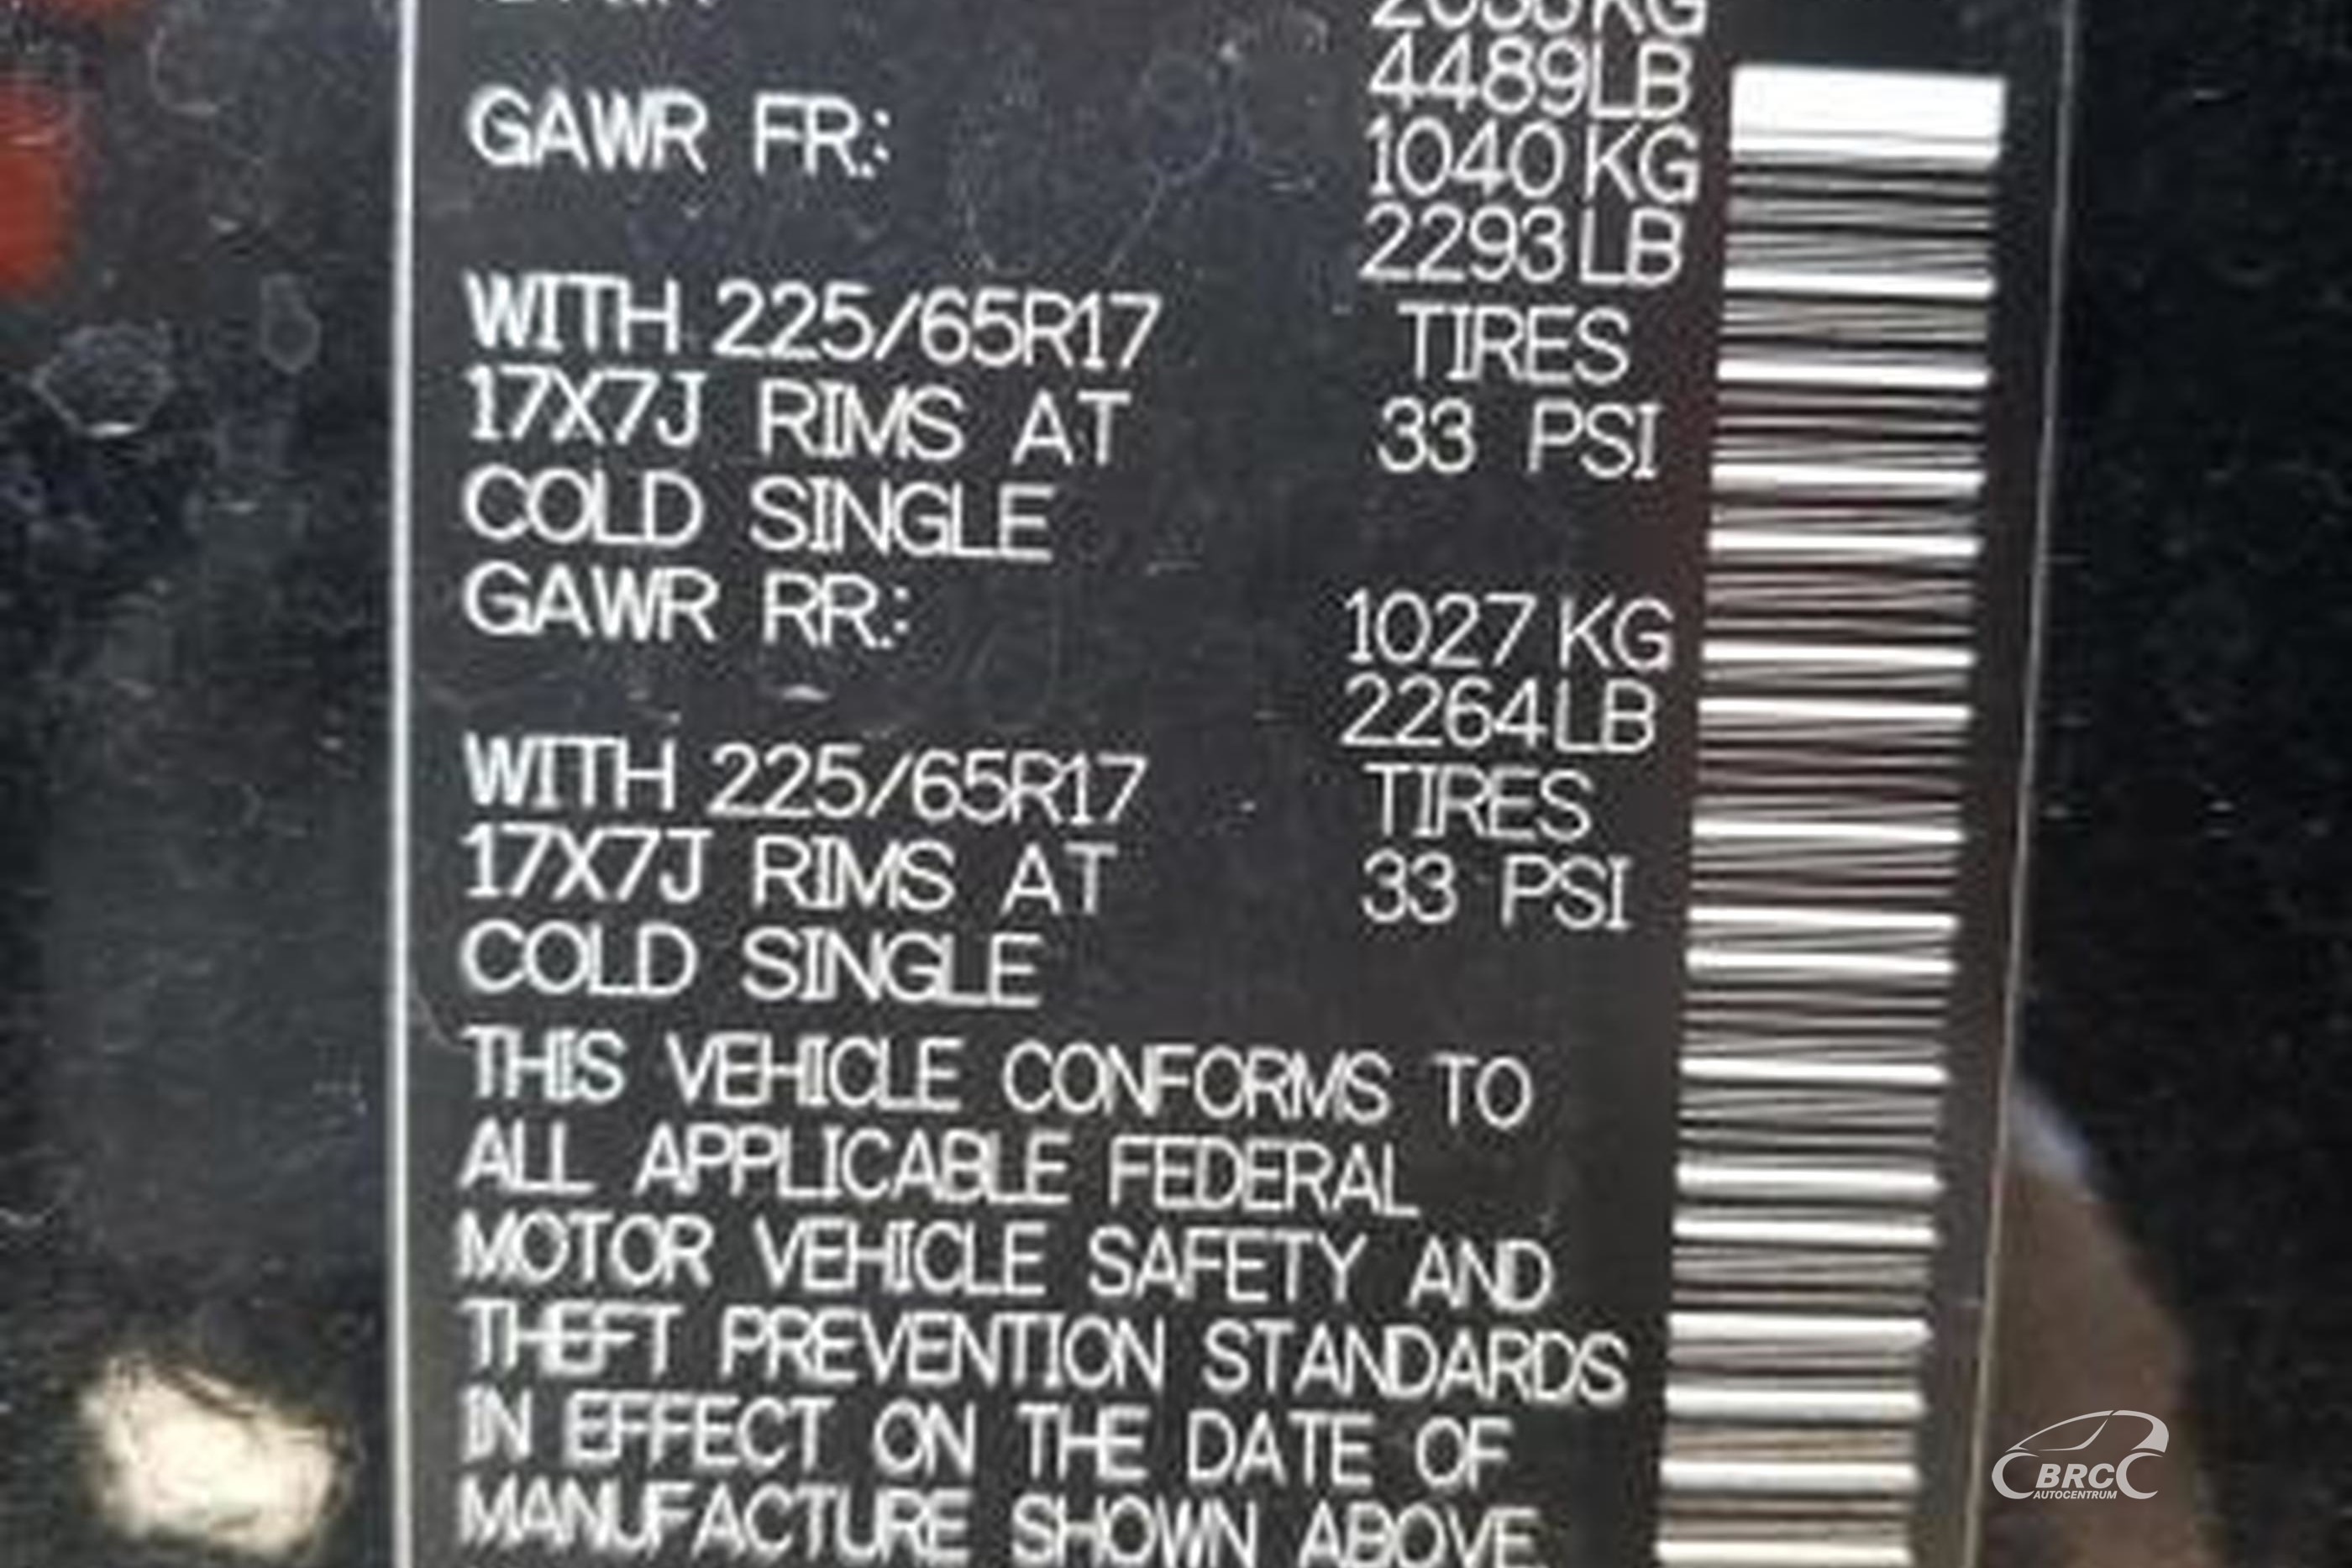 4489 LB
GAWR FR.: 1040 KG
2293 LB
WITH 225/65R17 TIRES
17X7J RIMS AT 33 PSI
COLD SINGLE
GAWR RR.: 1027 KG
2264 LB
WITH 225/65R17 TIRES
17X7J RIMS AT 33 PSI
COLD SINGLE
THIS VEHICLE CONFORMS TO
ALL APPLICABLE FEDERAL
MOTOR VEHICLE SAFETY AND
THEFT PREVENTION STANDARDS
IN EFFECT ON THE DATE OF
MANUFACTURE SHOWN ABOVE
BRC
AUTOCENTRUM